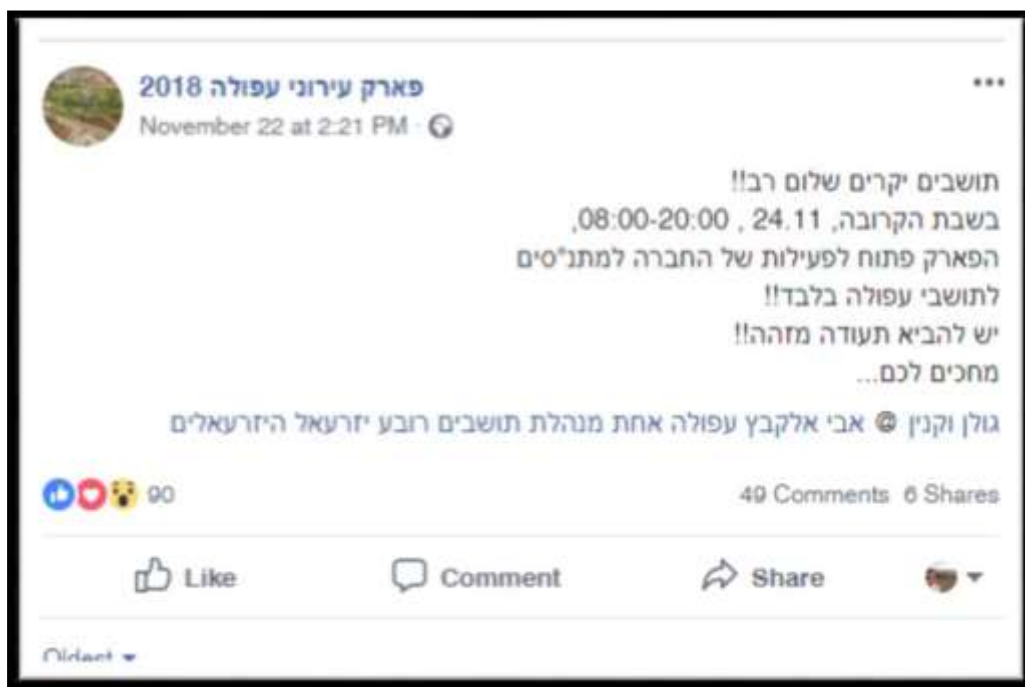 פארק עירוני עפולה 2018
November 22 at 2:21 PM
תושבים יקרים שלום רב!!
בשבת הקרובה, 24.11 , 08:00-20:00,
הפארק פתוח לפעילות של החברה למתנ"סים
לתושבי עפולה בלבד!!
יש להביא תעודה מזהה!!
מחכים לכם...
גולן וקנין @ אבי אלקבץ עפולה אחת מנהלת תושבים רובע יזרעאל היזרעאלים
90 49 Comments 6 Shares
Like Comment Share
Oldest